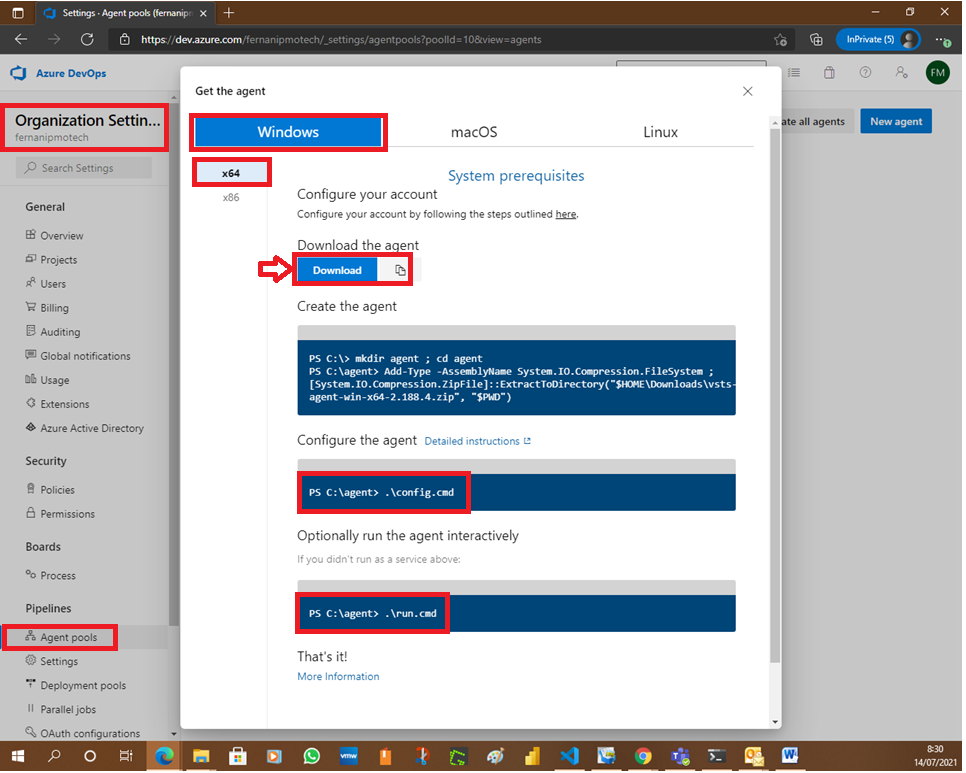 Settings · Agent pools (fernanipm
https://dev.azure.com/fernanipmotech/_settings/agentpools?poolId=10&view=agents
InPrivate (5)
Azure DevOps
FM
Organization Settin...
fernanipmotech
Search Settings
General
Overview
Projects
Users
Billing
Auditing
Global notifications
Usage
Extensions
Azure Active Directory
Security
Policies
Permissions
Boards
Process
Pipelines
Agent pools
Settings
Deployment pools
Parallel jobs
OAuth configurations
Get the agent
Windows
macOS
Linux
x64
x86
System prerequisites
Configure your account
Configure your account by following the steps outlined here.
Download the agent
Download
Create the agent
PS C:\> mkdir agent ; cd agent
PS C:\agent> Add-Type -AssemblyName System.IO.Compression.FileSystem ;
[System.IO.Compression.ZipFile]::ExtractToDirectory("$HOME\Downloads\vsts-
agent-win-x64-2.188.4.zip", "$PWD")
Configure the agent Detailed instructions
PS C:\agent> .\config.cmd
Optionally run the agent interactively
If you didn't run as a service above:
PS C:\agent> .\run.cmd
That's it!
More Information
ate all agents
New agent
vmw
8:30
14/07/2021